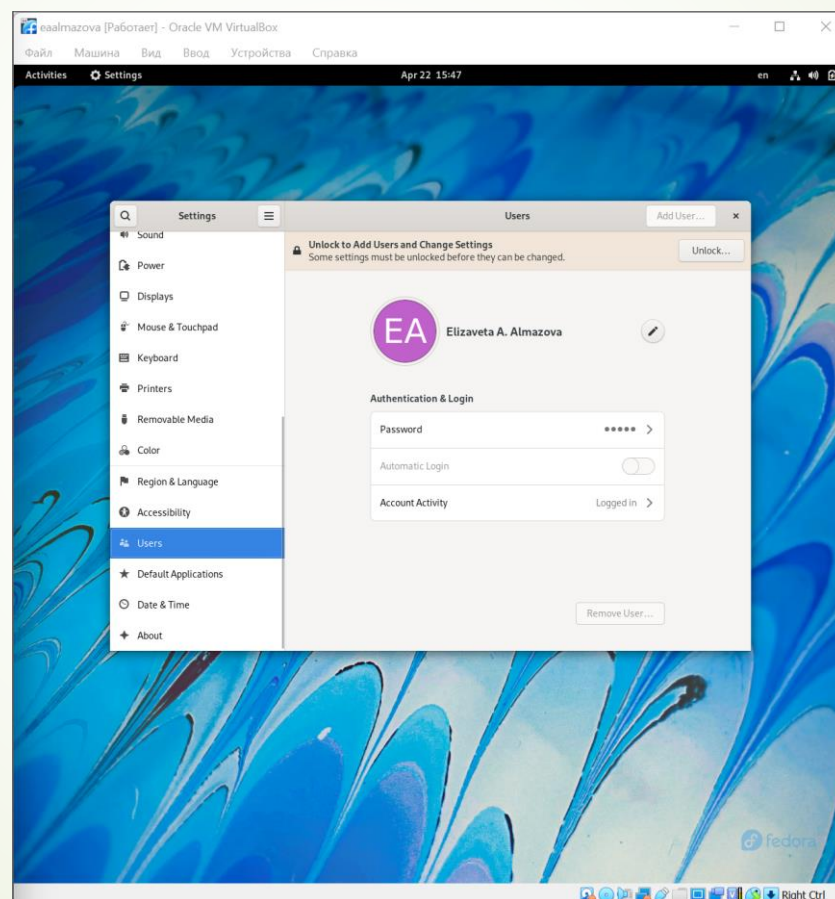 eaalmazova [Работает] - Oracle VM VirtualBox
Файл Машина Вид Ввод Устройства Справка
Activities Settings Apr 22 15:47 en
Settings Users Add User...
Sound
Unlock to Add Users and Change Settings
Some settings must be unlocked before they can be changed.
Unlock...
Power
Displays
Mouse & Touchpad
Keyboard
Printers
Removable Media
Color
Region & Language
Accessibility
Users
Default Applications
Date & Time
About
EA
Elizaveta A. Almazova
Authentication & Login
Password
Automatic Login
Account Activity Logged in
Remove User...
fedora
Right Ctrl